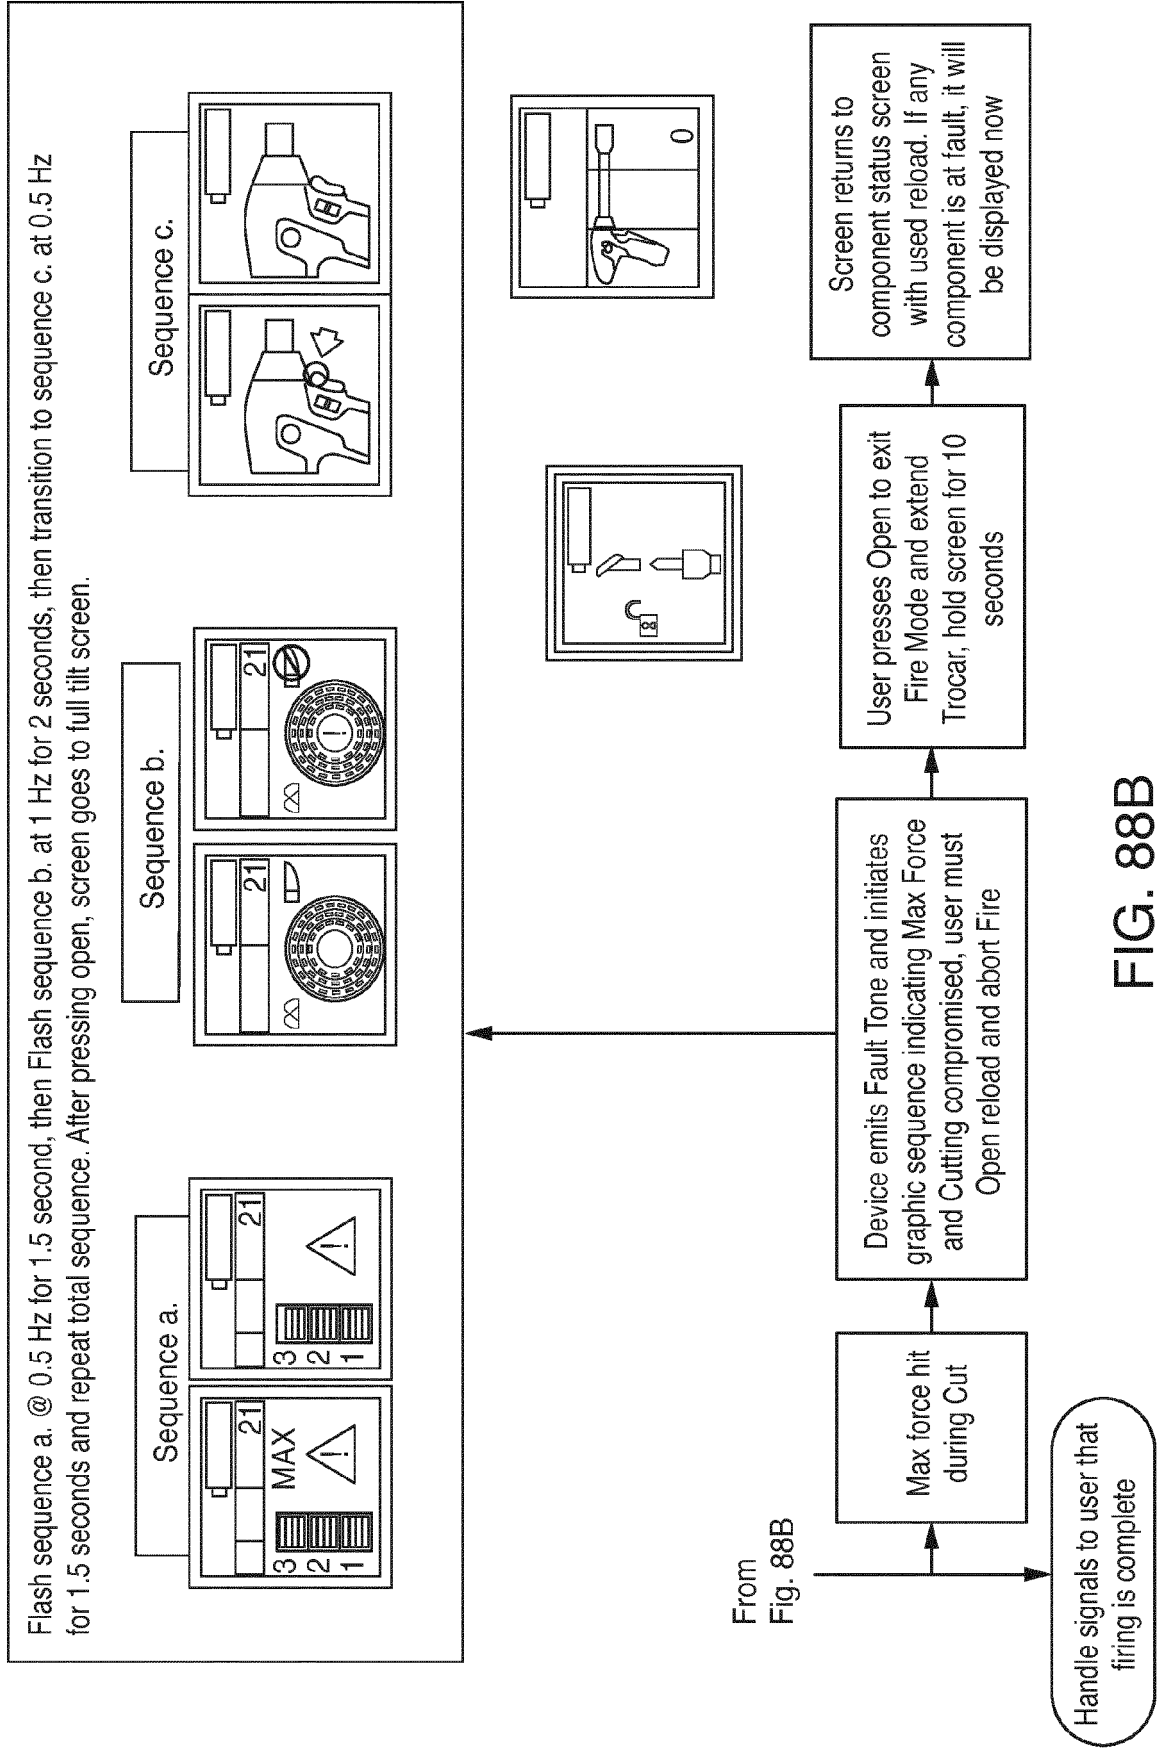 Flash sequence a. @ 0.5 Hz for 1.5 second, then Flash sequence b. at 1 Hz for 2 seconds, then transition to sequence c. at 0.5 Hz
for 1.5 seconds and repeat total sequence. After pressing open, screen goes to full tilt screen.
Sequence a.
21
MAX
3
2
1
21
3
2
1
Sequence b.
21
21
Sequence c.
0
From
Fig. 88B
Max force hit
during Cut
Device emits Fault Tone and initiates
graphic sequence indicating Max Force
and Cutting compromised, user must
Open reload and abort Fire
User presses Open to exit
Fire Mode and extend
Trocar, hold screen for 10
seconds
Screen returns to
component status screen
with used reload. If any
component is at fault, it will
be displayed now
Handle signals to user that
firing is complete
FIG. 88B